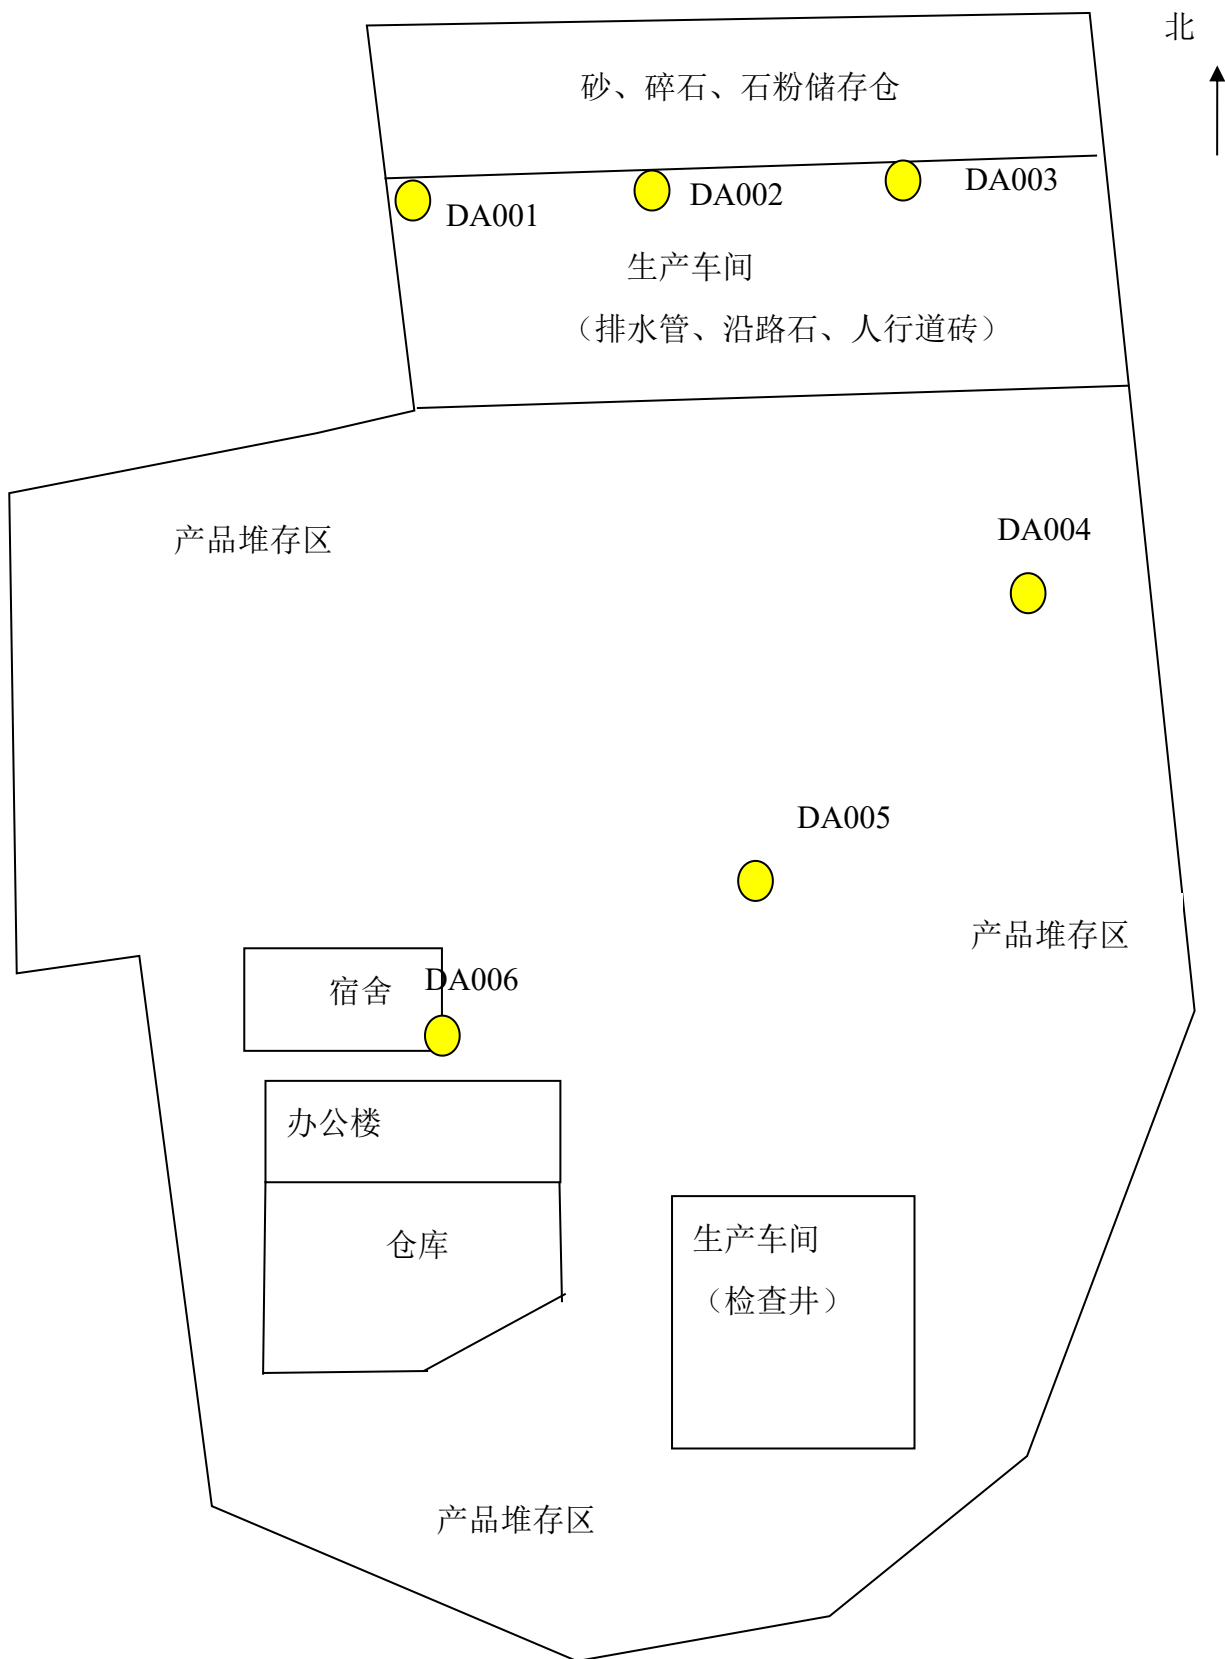 北
砂、碎石、石粉储存仓
DA001
DA002
DA003
生产车间
（排水管、沿路石、人行道砖）
产品堆存区
DA004
DA005
产品堆存区
宿舍
DA006
办公楼
仓库
生产车间
（检查井）
产品堆存区